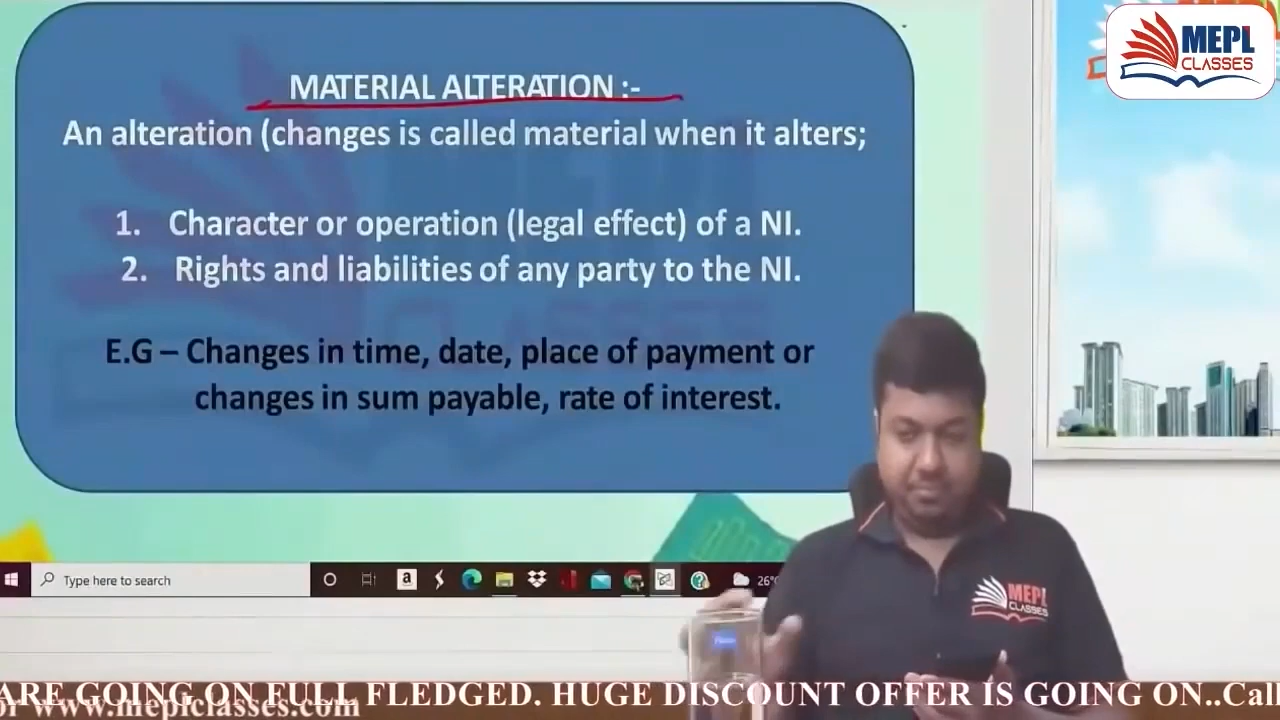 MEPL
CLASSES
MATERIAL ALTERATION :-
An alteration (changes is called material when it alters;
1. Character or operation (legal effect) of a NI.
2. Rights and liabilities of any party to the NI.
E.G – Changes in time, date, place of payment or
changes in sum payable, rate of interest.
Type here to search
26°
MEPL
CLASSES
ARE GOING ON FULL FLEDGED. HUGE DISCOUNT OFFER IS GOING ON..Call
or www.meplclasses.com